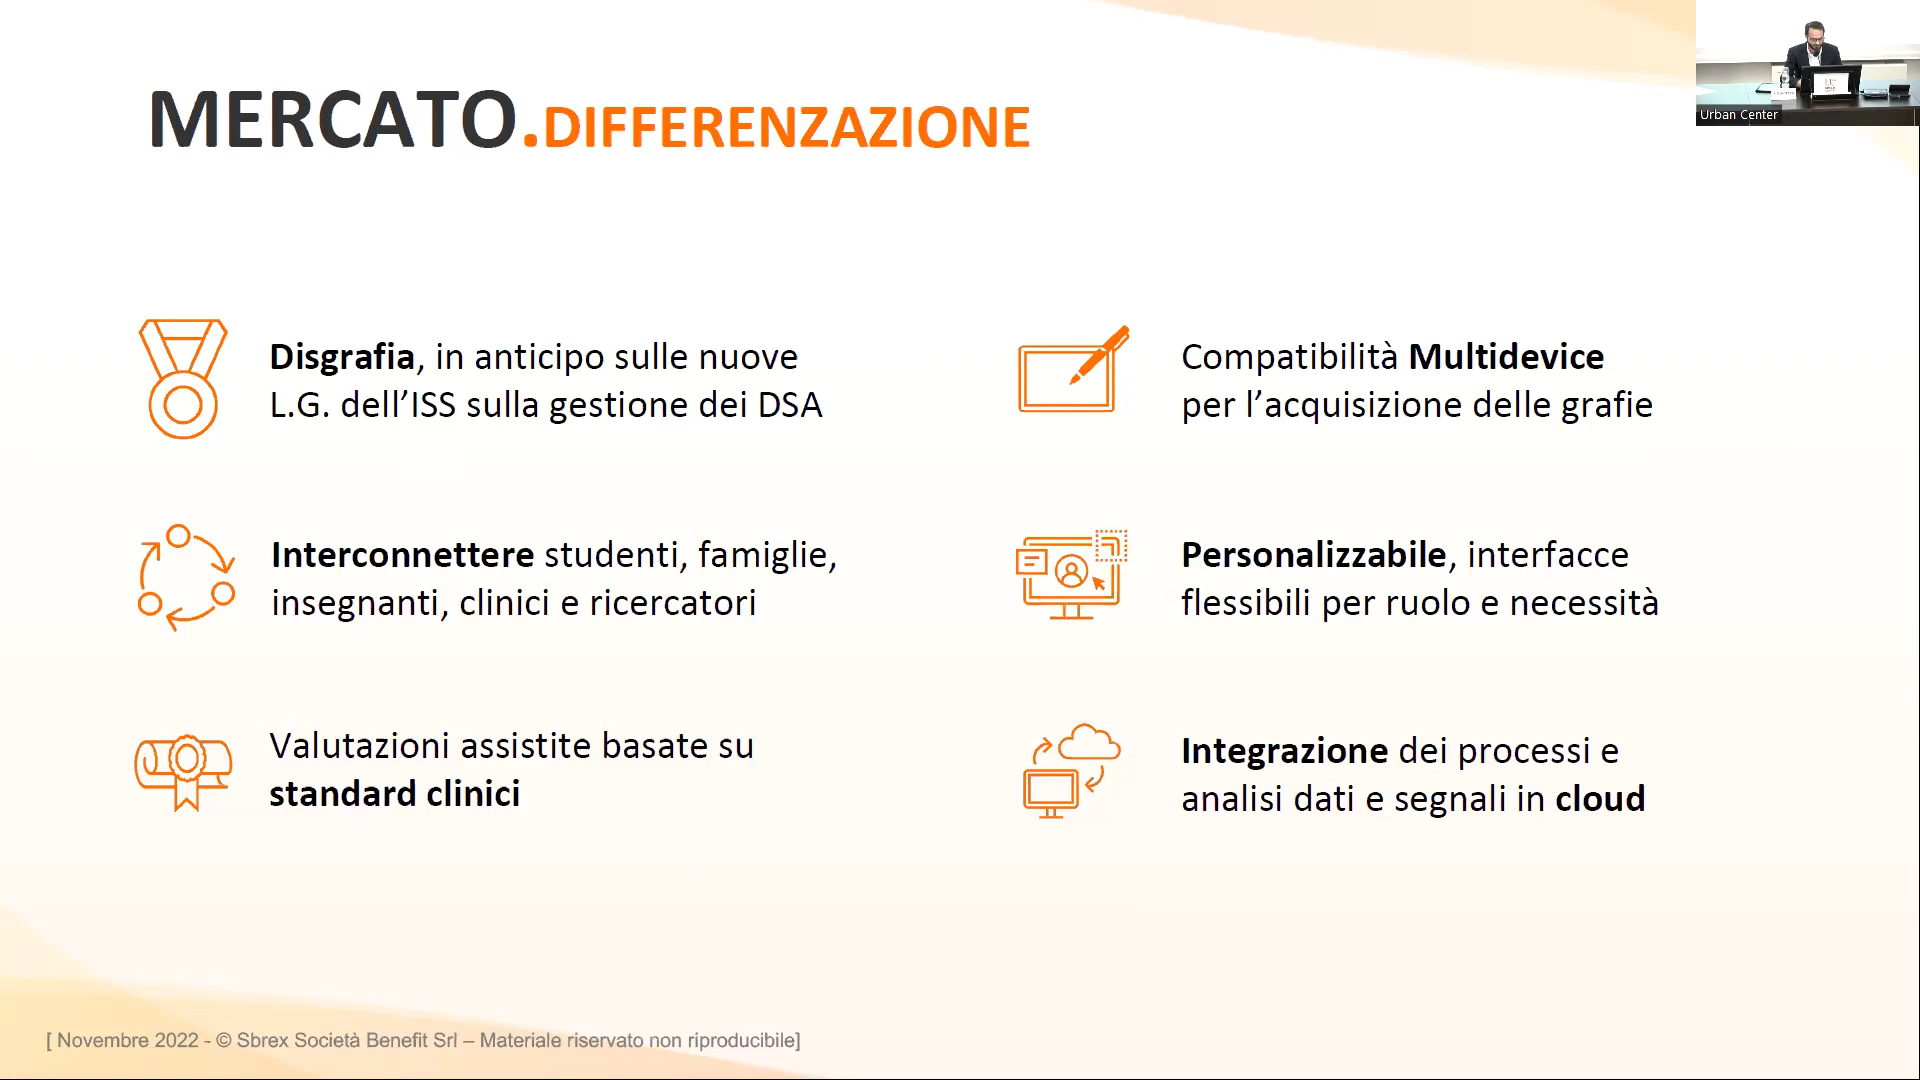 MERCATO.DIFFERENZAZIONE
Urban Center
Disgrafia, in anticipo sulle nuove
L.G. dell’ISS sulla gestione dei DSA
Compatibilità Multidevice
per l’acquisizione delle grafie
Interconnettere studenti, famiglie,
insegnanti, clinici e ricercatori
Personalizzabile, interfacce
flessibili per ruolo e necessità
Valutazioni assistite basate su
standard clinici
Integrazione dei processi e
analisi dati e segnali in cloud
[ Novembre 2022 - © Sbrex Società Benefit Srl – Materiale riservato non riproducibile]